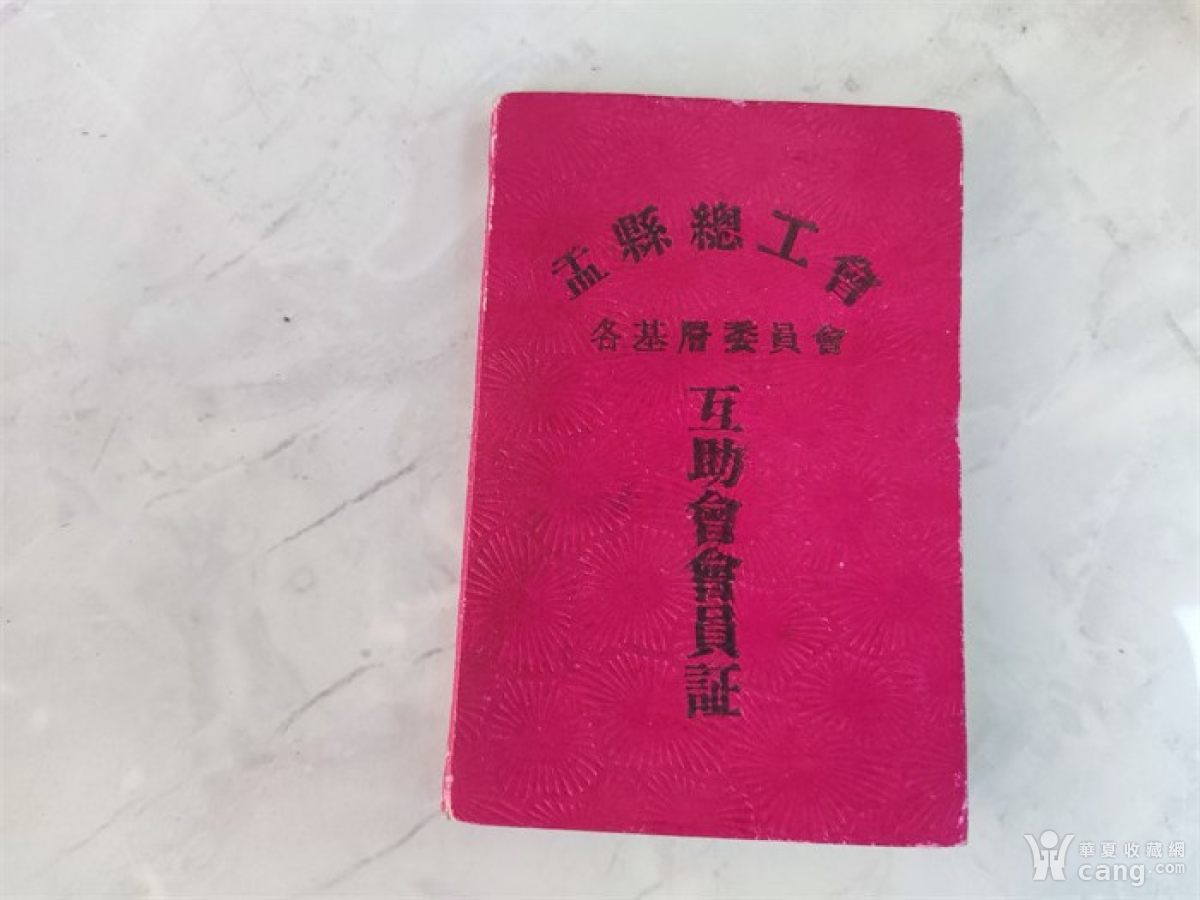 盂縣總工會
各基層委員會
互助會會員証
華夏收藏網
cang.com